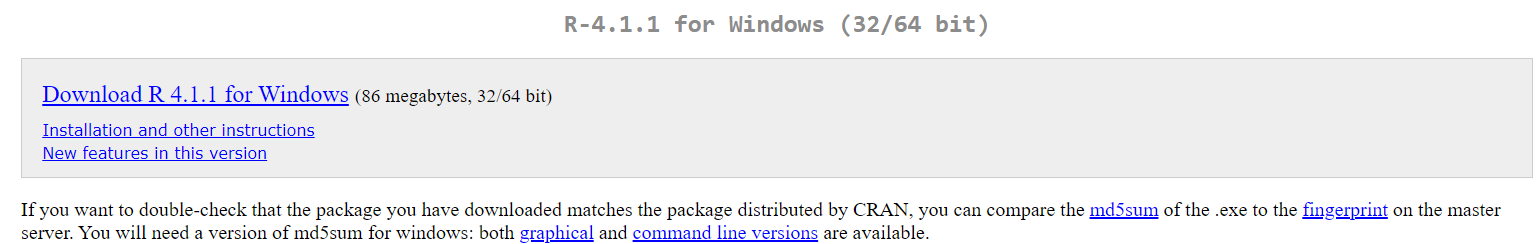 R-4.1.1 for Windows (32/64 bit)
Download R 4.1.1 for Windows (86 megabytes, 32/64 bit)
Installation and other instructions
New features in this version
If you want to double-check that the package you have downloaded matches the package distributed by CRAN, you can compare the md5sum of the .exe to the fingerprint on the master
server. You will need a version of md5sum for windows: both graphical and command line versions are available.